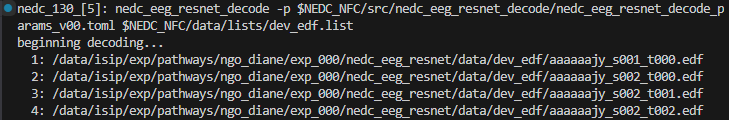 nedc_130_[5]: nedc_eeg_resnet_decode -p $NEDC_NFC/src/nedc_eeg_resnet_decode/nedc_eeg_resnet_decode_p
arams_v00.toml $NEDC_NFC/data/lists/dev_edf.list
beginning decoding...
1: /data/isip/exp/pathways/ngo_diane/exp_000/nedc_eeg_resnet/data/dev_edf/aaaaaajy_s001_t000.edf
2: /data/isip/exp/pathways/ngo_diane/exp_000/nedc_eeg_resnet/data/dev_edf/aaaaaajy_s002_t000.edf
3: /data/isip/exp/pathways/ngo_diane/exp_000/nedc_eeg_resnet/data/dev_edf/aaaaaajy_s002_t001.edf
4: /data/isip/exp/pathways/ngo_diane/exp_000/nedc_eeg_resnet/data/dev_edf/aaaaaajy_s002_t002.edf